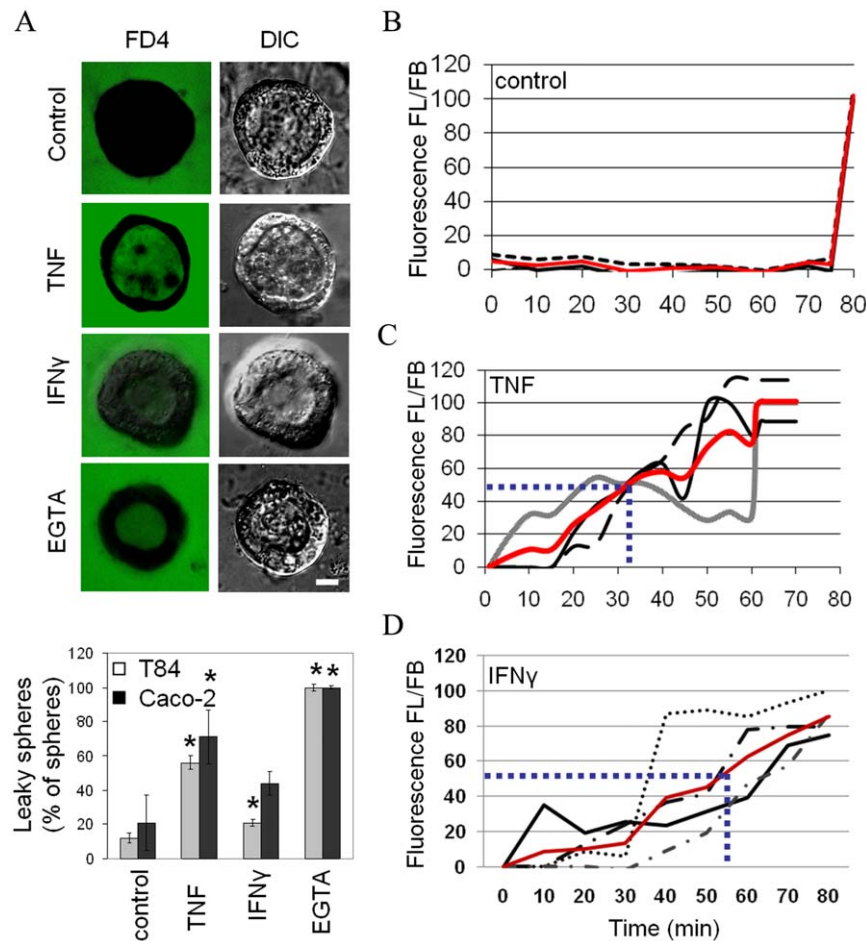 A
FD4 DIC
Control
TNF
IFNγ
EGTA
T84
Caco-2
Leaky spheres
(% of spheres)
120
100
80
60
40
20
0
* * * * *
control TNF IFNγ EGTA
B
control
Fluorescence FL/FB
120
100
80
60
40
20
0
0 10 20 30 40 50 60 70 80
C
TNF
Fluorescence FL/FB
120
100
80
60
40
20
0
0 10 20 30 40 50 60 70 80
D
IFNγ
Fluorescence FL/FB
120
100
80
60
40
20
0
0 10 20 30 40 50 60 70 80
Time (min)